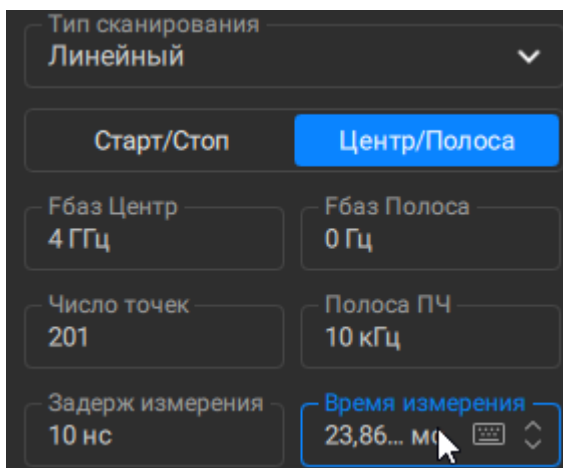 Тип сканирования
Линейный
Старт/Стоп Центр/Полоса
Fбаз Центр Fбаз Полоса
4 ГГц 0 Гц
Число точек Полоса ПЧ
201 10 кГц
Задерж измерения Время измерения
10 нс 23,86…